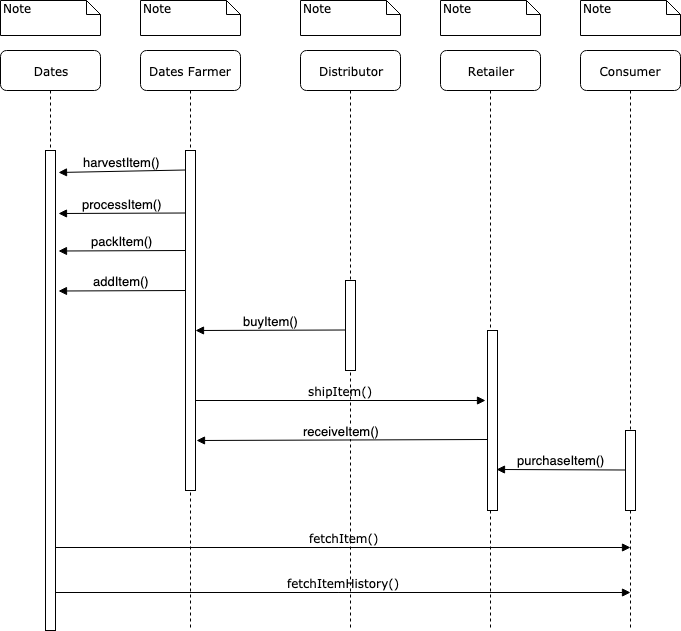 Note
Note
Note
Note
Note
Dates
Dates Farmer
Distributor
Retailer
Consumer
harvestItem()
processItem()
packItem()
addItem()
buyItem()
shipItem()
receiveItem()
purchaseItem()
fetchItem()
fetchItemHistory()